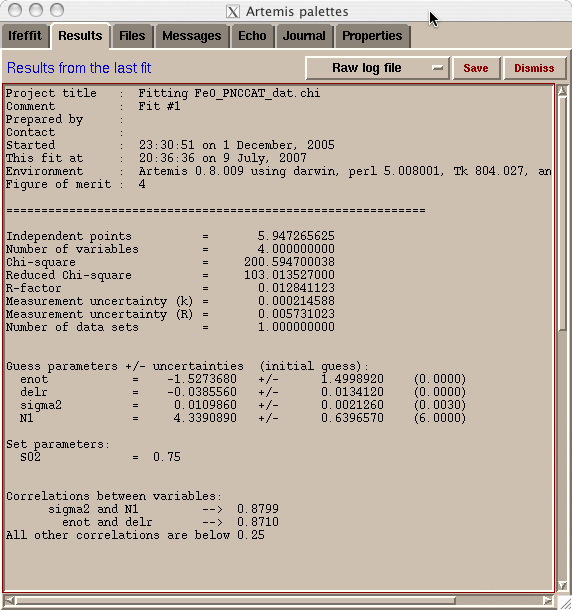 Artemis palettes
Ifeffit Results Files Messages Echo Journal Properties
Results from the last fit Raw log file Save Dismiss
Project title : Fitting FeO_PNCCAT_dat.chi
Comment : Fit #1
Prepared by :
Contact :
Started : 23:30:51 on 1 December, 2005
This fit at : 20:36:36 on 9 July, 2007
Environment : Artemis 0.8.009 using darwin, perl 5.008001, Tk 804.027, an
Figure of merit : 4
============================================================
Independent points = 5.947265625
Number of variables = 4.000000000
Chi-square = 200.594700038
Reduced Chi-square = 103.013527000
R-factor = 0.012841123
Measurement uncertainty (k) = 0.000214588
Measurement uncertainty (R) = 0.005731023
Number of data sets = 1.000000000
Guess parameters +/- uncertainties (initial guess):
enot = -1.5273680 +/- 1.4998920 (0.0000)
delr = -0.0385560 +/- 0.0134120 (0.0000)
sigma2 = 0.0109860 +/- 0.0021260 (0.0030)
N1 = 4.3390890 +/- 0.6396570 (6.0000)
Set parameters:
S02 = 0.75
Correlations between variables:
sigma2 and N1 --> 0.8799
enot and delr --> 0.8710
All other correlations are below 0.25